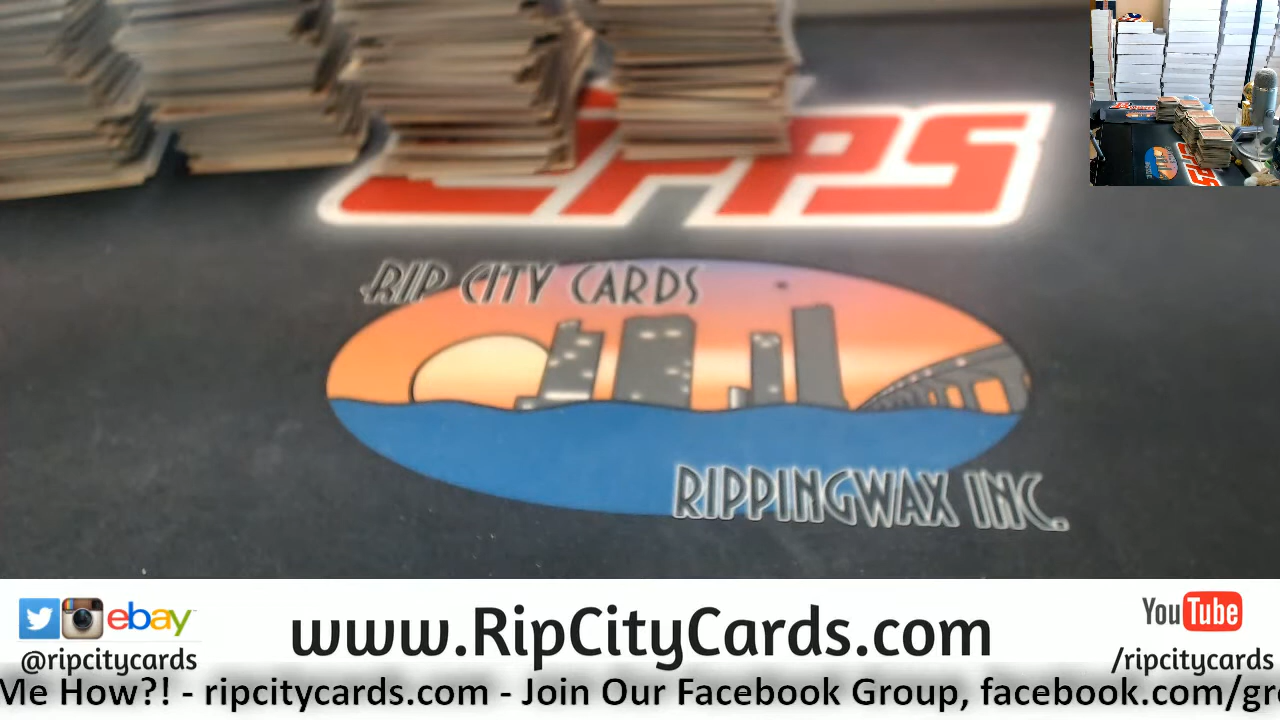 RIP CITY CARDS
RIPPINGWAX INC.
ebay
www.RipCityCards.com
YouTube
@ripcitycards
/ripcitycards
Me How?! - ripcitycards.com - Join Our Facebook Group, facebook.com/gr